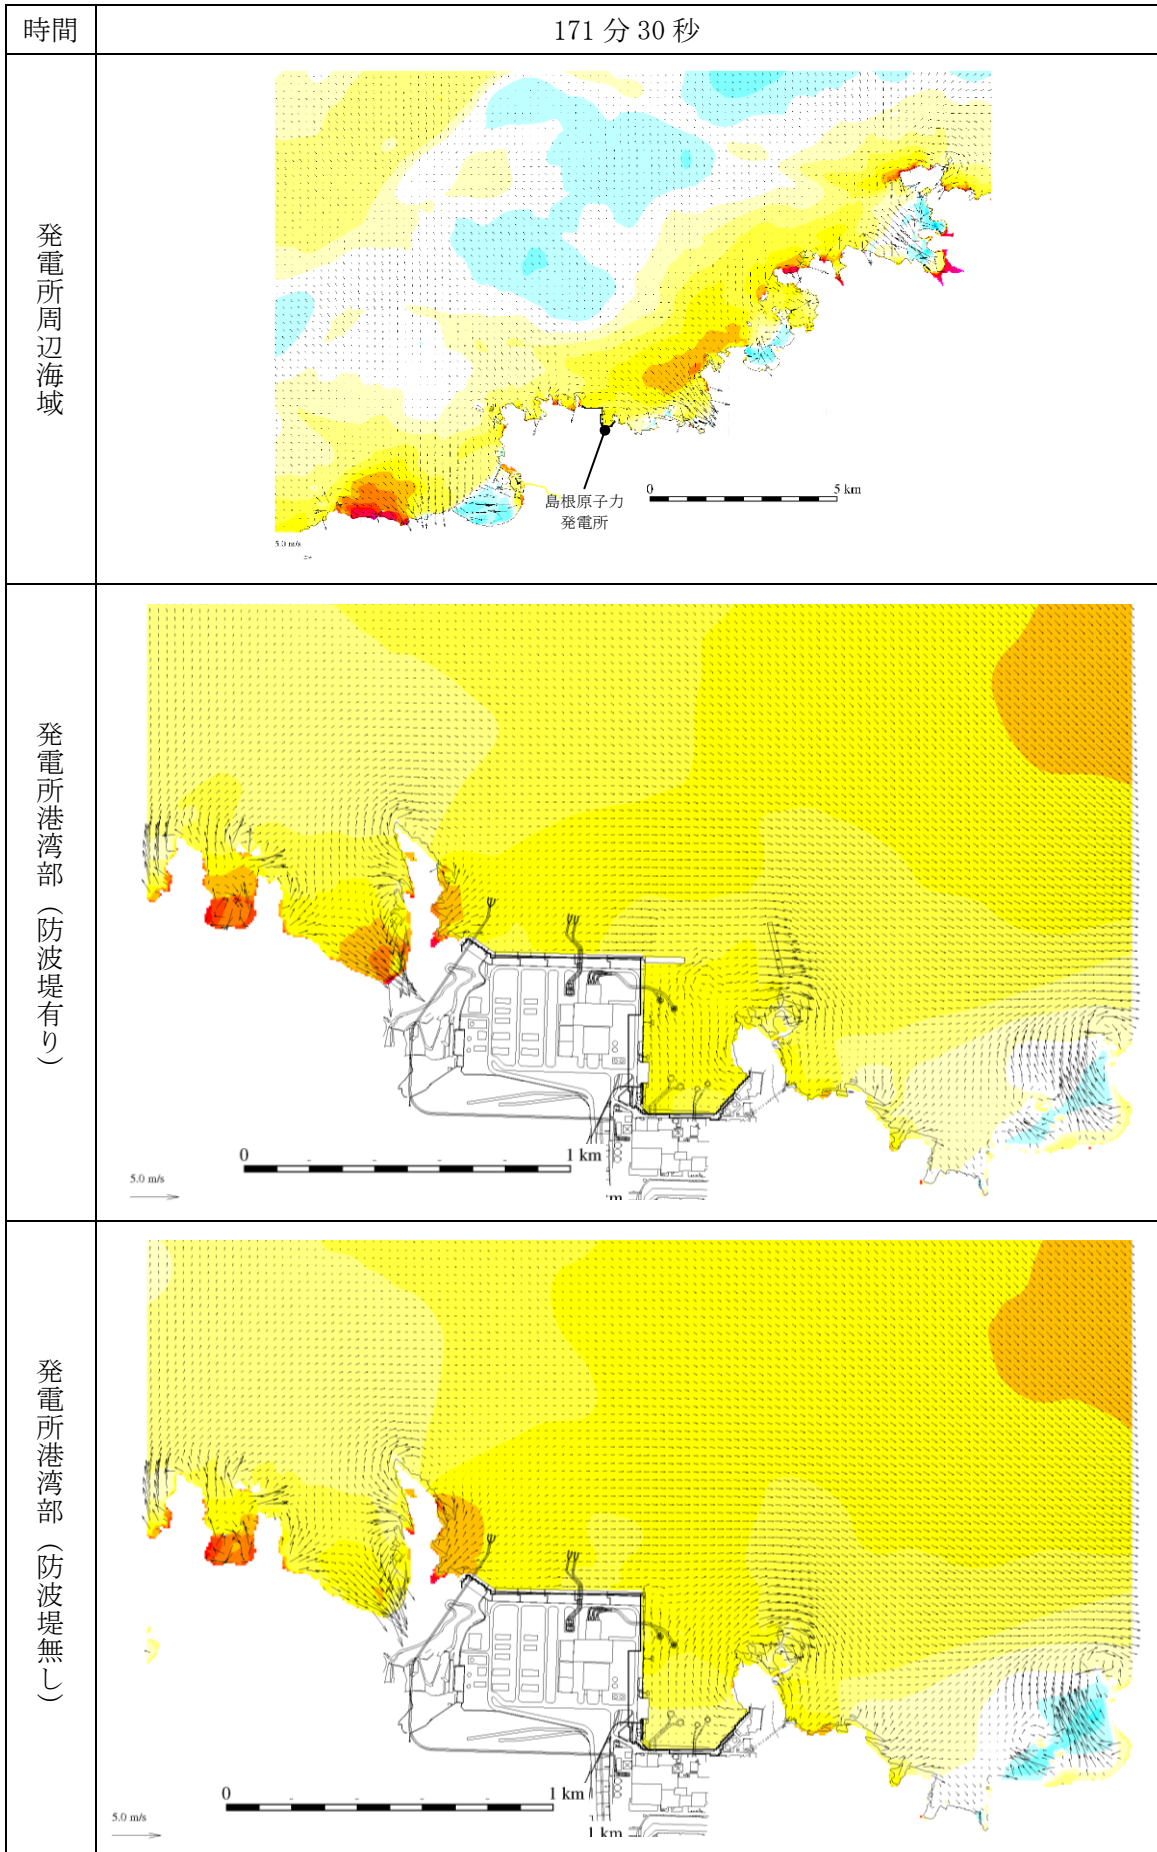 時間
171 分 30 秒
発電所周辺海域
島根原子力
発電所
0
5 km
5.0 m/s
発電所港湾部（防波堤有り）
0
1 km
5.0 m/s
発電所港湾部（防波堤無し）
0
1 km
5.0 m/s
1 km